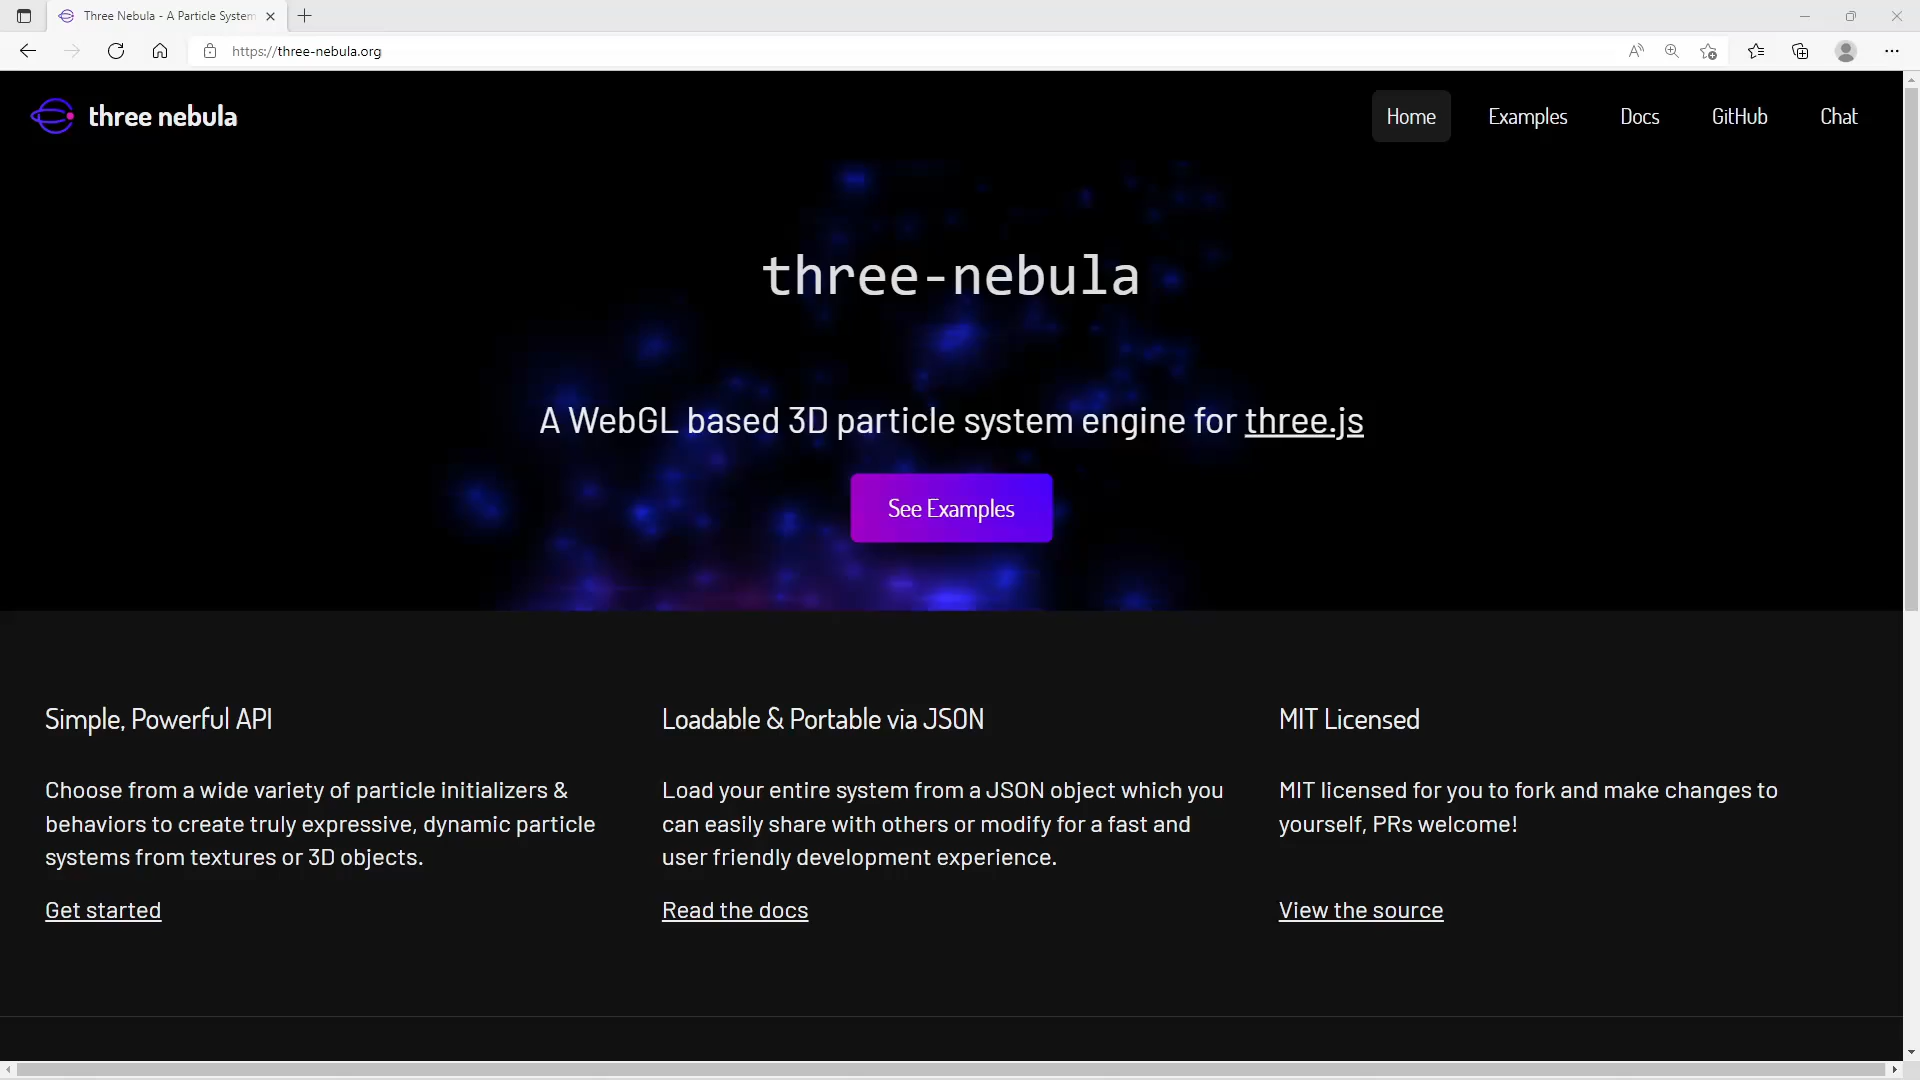 Three Nebula - A Particle System
https://three-nebula.org
three nebula
Home
Examples
Docs
GitHub
Chat
three-nebula
A WebGL based 3D particle system engine for three.js
See Examples
Simple, Powerful API
Choose from a wide variety of particle initializers &
behaviors to create truly expressive, dynamic particle
systems from textures or 3D objects.
Get started
Loadable & Portable via JSON
Load your entire system from a JSON object which you
can easily share with others or modify for a fast and
user friendly development experience.
Read the docs
MIT Licensed
MIT licensed for you to fork and make changes to
yourself, PRs welcome!
View the source